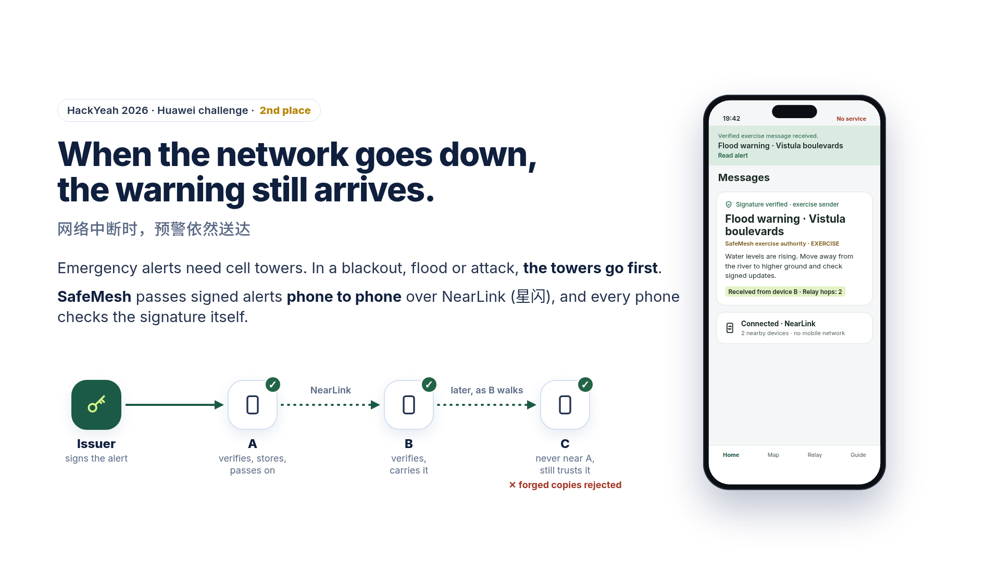 HackYeah 2026 · Huawei challenge · 2nd place
When the network goes down,
the warning still arrives.
网络中断时，预警依然送达
Emergency alerts need cell towers. In a blackout, flood or attack, the towers go first.
SafeMesh passes signed alerts phone to phone over NearLink (星闪), and every phone
checks the signature itself.
NearLink
later, as B walks
✓
✓
✓
Issuer
signs the alert
A
verifies, stores,
passes on
B
verifies,
carries it
C
never near A,
still trusts it
✕ forged copies rejected
19:42
No service
Verified exercise message received.
Flood warning · Vistula boulevards
Read alert
Messages
Signature verified · exercise sender
Flood warning · Vistula
boulevards
SafeMesh exercise authority · EXERCISE
Water levels are rising. Move away from
the river to higher ground and check
signed updates.
Received from device B · Relay hops: 2
Connected · NearLink
2 nearby devices · no mobile network
Home
Map
Relay
Guide